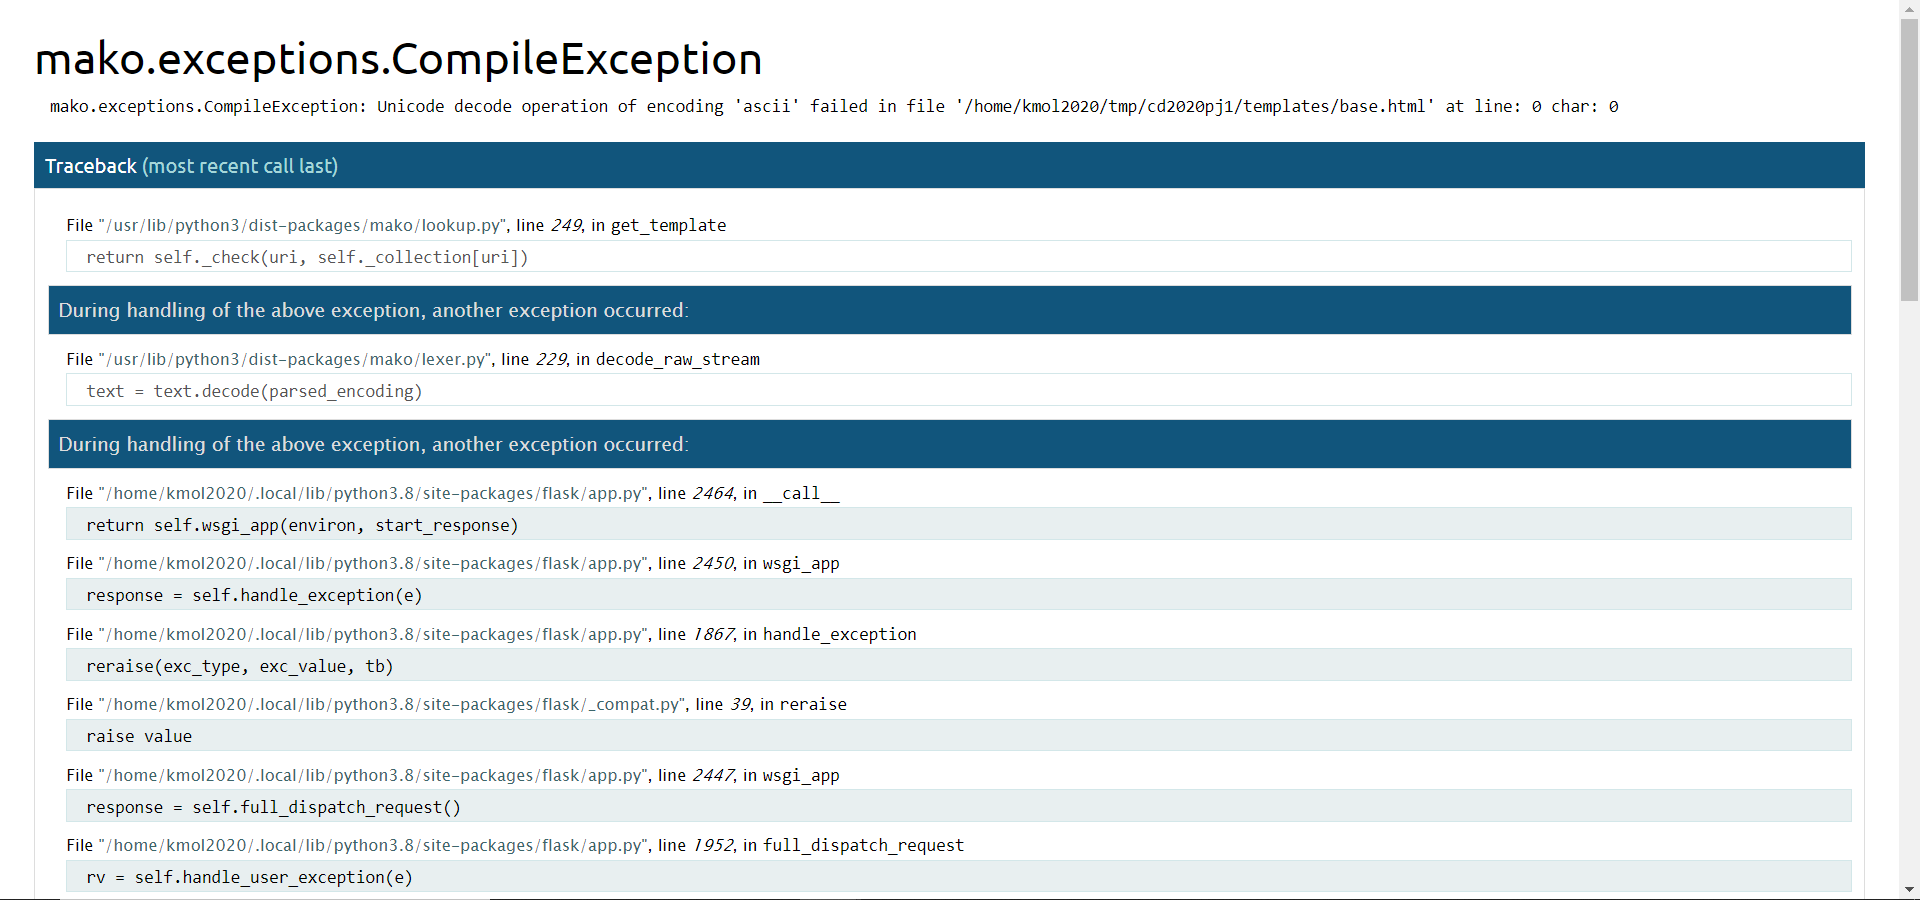 mako.exceptions.CompileException
mako.exceptions.CompileException: Unicode decode operation of encoding 'ascii' failed in file '/home/kmol2020/tmp/cd2020pj1/templates/base.html' at line: 0 char: 0
Traceback (most recent call last)
File "/usr/lib/python3/dist-packages/mako/lookup.py", line 249, in get_template
return self._check(uri, self._collection[uri])
During handling of the above exception, another exception occurred:
File "/usr/lib/python3/dist-packages/mako/lexer.py", line 229, in decode_raw_stream
text = text.decode(parsed_encoding)
During handling of the above exception, another exception occurred:
File "/home/kmol2020/.local/lib/python3.8/site-packages/flask/app.py", line 2464, in __call__
return self.wsgi_app(environ, start_response)
File "/home/kmol2020/.local/lib/python3.8/site-packages/flask/app.py", line 2450, in wsgi_app
response = self.handle_exception(e)
File "/home/kmol2020/.local/lib/python3.8/site-packages/flask/app.py", line 1867, in handle_exception
reraise(exc_type, exc_value, tb)
File "/home/kmol2020/.local/lib/python3.8/site-packages/flask/_compat.py", line 39, in reraise
raise value
File "/home/kmol2020/.local/lib/python3.8/site-packages/flask/app.py", line 2447, in wsgi_app
response = self.full_dispatch_request()
File "/home/kmol2020/.local/lib/python3.8/site-packages/flask/app.py", line 1952, in full_dispatch_request
rv = self.handle_user_exception(e)